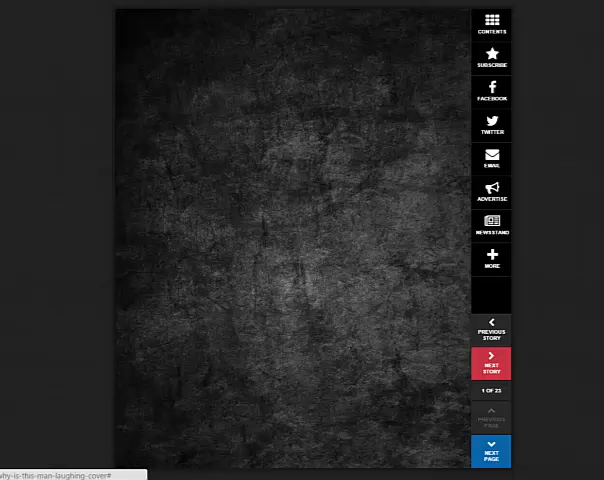 CONTENTS
SUBSCRIBE
FACEBOOK
TWITTER
EMAIL
ADVERTISE
NEWSSTAND
MORE
PREVIOUS
STORY
NEXT
STORY
1 OF 23
PREVIOUS
PAGE
NEXT
PAGE
why-is-this-man-laughing-cover#